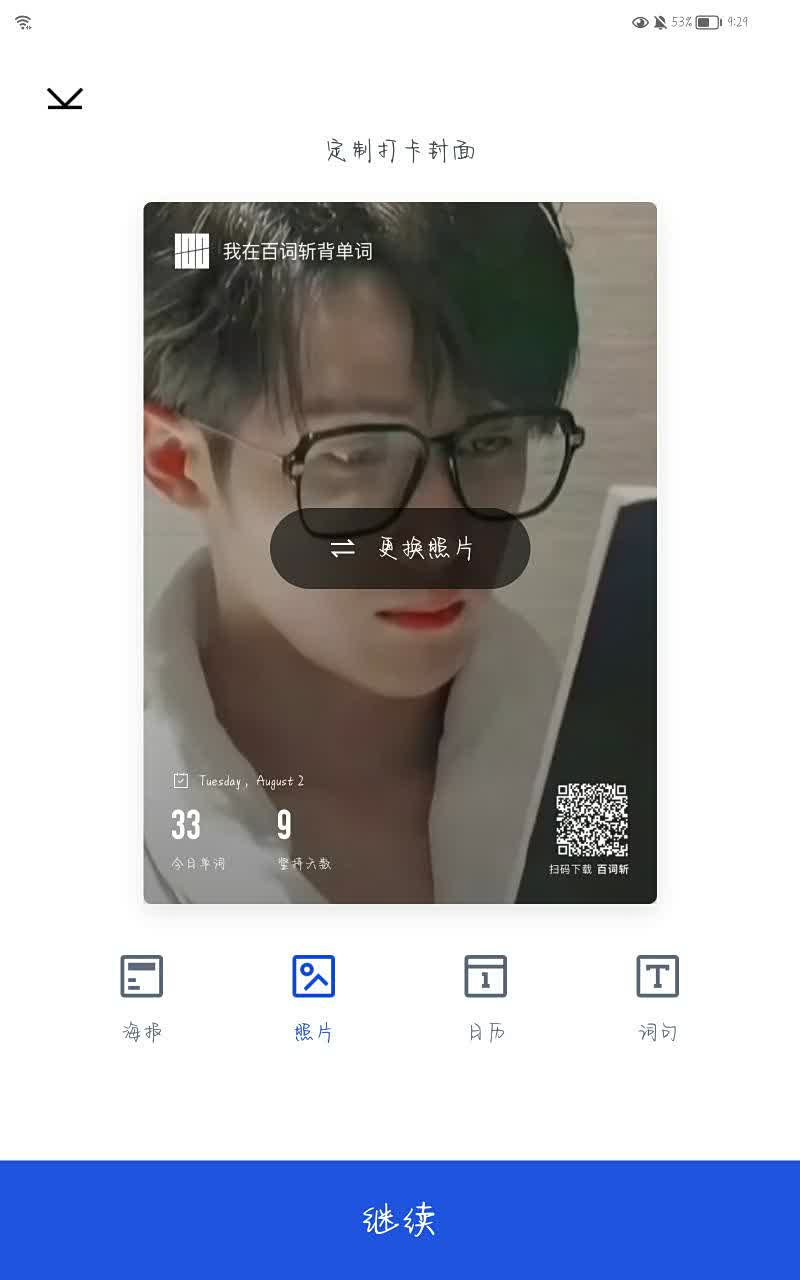 53% 9:29
定制打卡封面
我在百词斩背单词
更换照片
Tuesday , August 2
33 9
今日单词 坚持天数
扫码下载 百词斩
海报 照片 日历 词句
继续